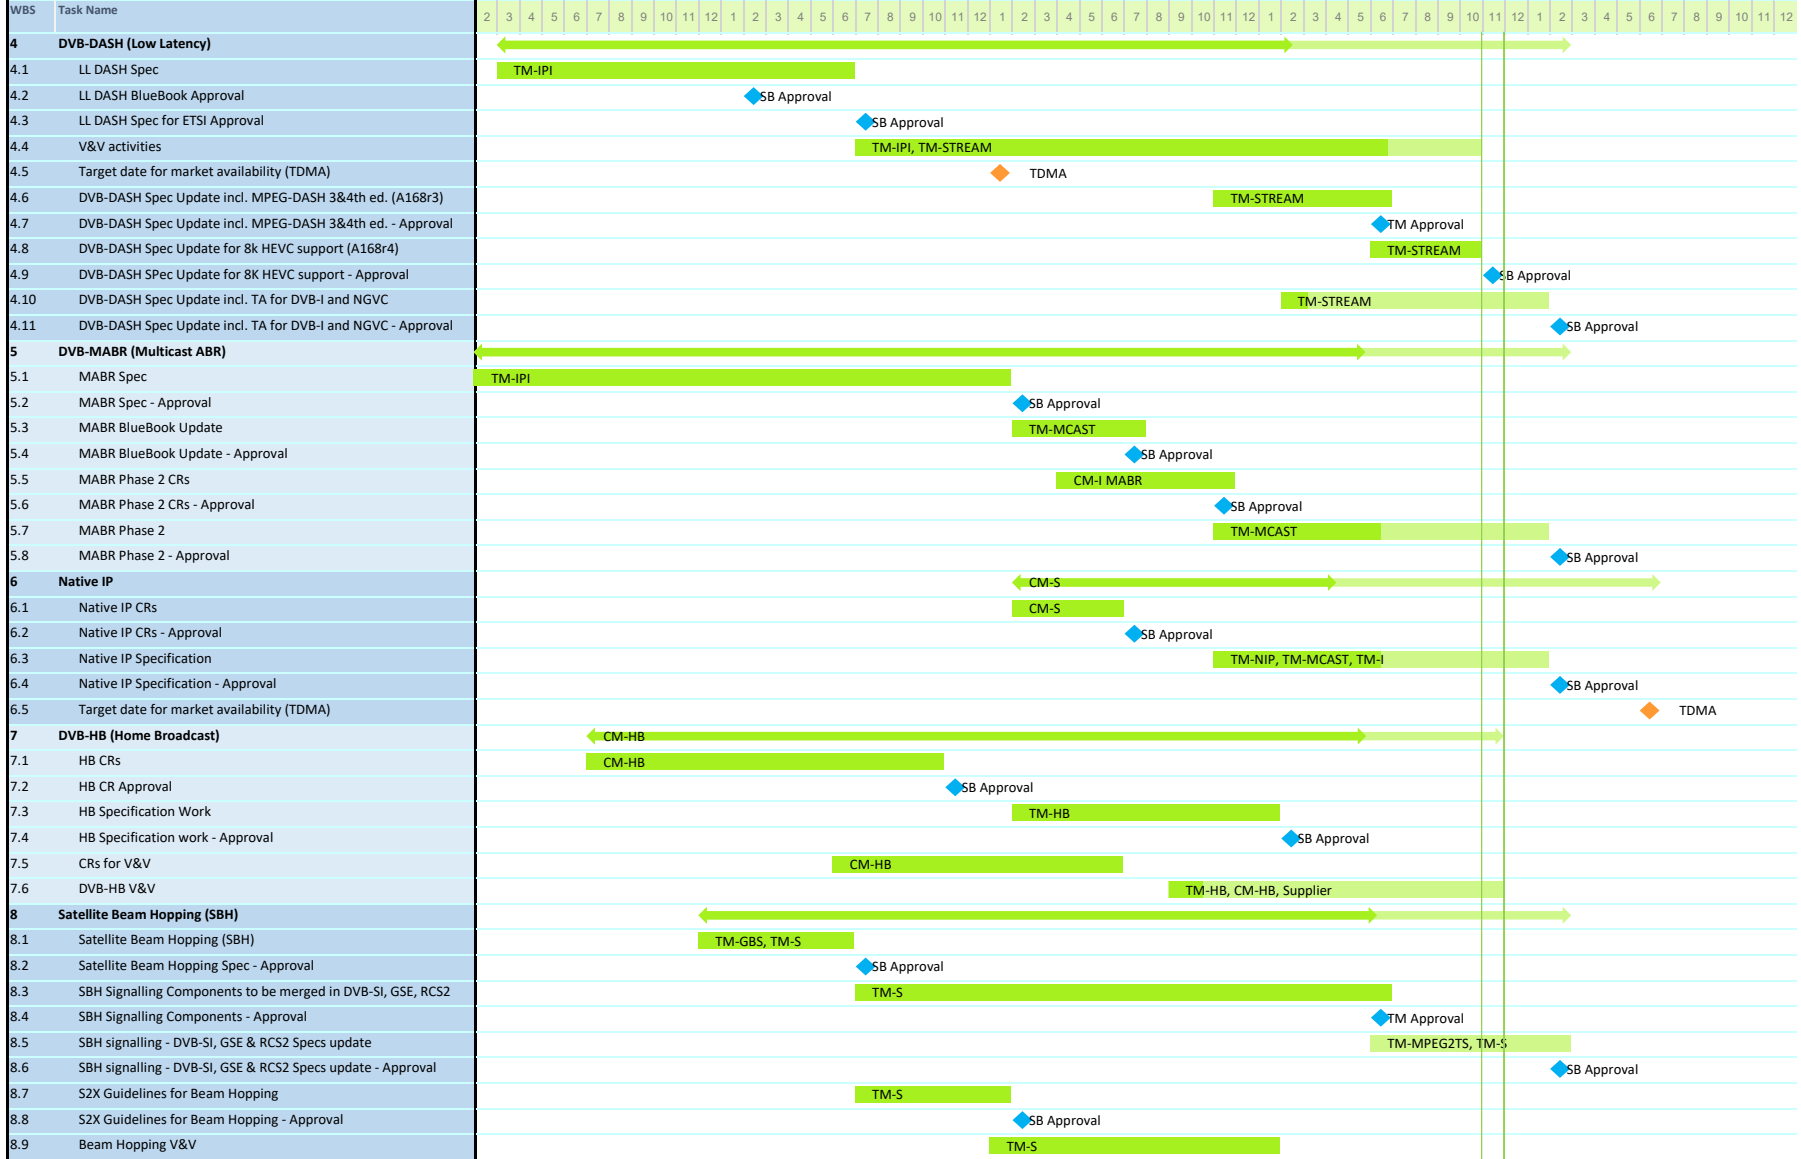 WBS Task Name 2 3 4 5 6 7 8 9 10 11 12 1 2 3 4 5 6 7 8 9 10 11 12 1 2 3 4 5 6 7 8 9 10 11 12 1 2 3 4 5 6 7 8 9 10 11 12 1 2 3 4 5 6 7 8 9 10 11 12
4 DVB-DASH (Low Latency)
4.1 LL DASH Spec TM-IPI
4.2 LL DASH BlueBook Approval SB Approval
4.3 LL DASH Spec for ETSI Approval SB Approval
4.4 V&V activities TM-IPI, TM-STREAM
4.5 Target date for market availability (TDMA) TDMA
4.6 DVB-DASH Spec Update incl. MPEG-DASH 3&4th ed. (A168r3) TM-STREAM
4.7 DVB-DASH Spec Update incl. MPEG-DASH 3&4th ed. - Approval TM Approval
4.8 DVB-DASH Spec Update for 8k HEVC support (A168r4) TM-STREAM
4.9 DVB-DASH SPec Update for 8K HEVC support - Approval SB Approval
4.10 DVB-DASH Spec Update incl. TA for DVB-I and NGVC TM-STREAM
4.11 DVB-DASH Spec Update incl. TA for DVB-I and NGVC - Approval SB Approval
5 DVB-MABR (Multicast ABR)
5.1 MABR Spec TM-IPI
5.2 MABR Spec - Approval SB Approval
5.3 MABR BlueBook Update TM-MCAST
5.4 MABR BlueBook Update - Approval SB Approval
5.5 MABR Phase 2 CRs CM-I MABR
5.6 MABR Phase 2 CRs - Approval SB Approval
5.7 MABR Phase 2 TM-MCAST
5.8 MABR Phase 2 - Approval SB Approval
6 Native IP CM-S
6.1 Native IP CRs CM-S
6.2 Native IP CRs - Approval SB Approval
6.3 Native IP Specification TM-NIP, TM-MCAST, TM-I
6.4 Native IP Specification - Approval SB Approval
6.5 Target date for market availability (TDMA) TDMA
7 DVB-HB (Home Broadcast) CM-HB
7.1 HB CRs CM-HB
7.2 HB CR Approval SB Approval
7.3 HB Specification Work TM-HB
7.4 HB Specification work - Approval SB Approval
7.5 CRs for V&V CM-HB
7.6 DVB-HB V&V TM-HB, CM-HB, Supplier
8 Satellite Beam Hopping (SBH)
8.1 Satellite Beam Hopping (SBH) TM-GBS, TM-S
8.2 Satellite Beam Hopping Spec - Approval SB Approval
8.3 SBH Signalling Components to be merged in DVB-SI, GSE, RCS2 TM-S
8.4 SBH Signalling Components - Approval TM Approval
8.5 SBH signalling - DVB-SI, GSE & RCS2 Specs update TM-MPEG2TS, TM-S
8.6 SBH signalling - DVB-SI, GSE & RCS2 Specs update - Approval SB Approval
8.7 S2X Guidelines for Beam Hopping TM-S
8.8 S2X Guidelines for Beam Hopping - Approval SB Approval
8.9 Beam Hopping V&V TM-S